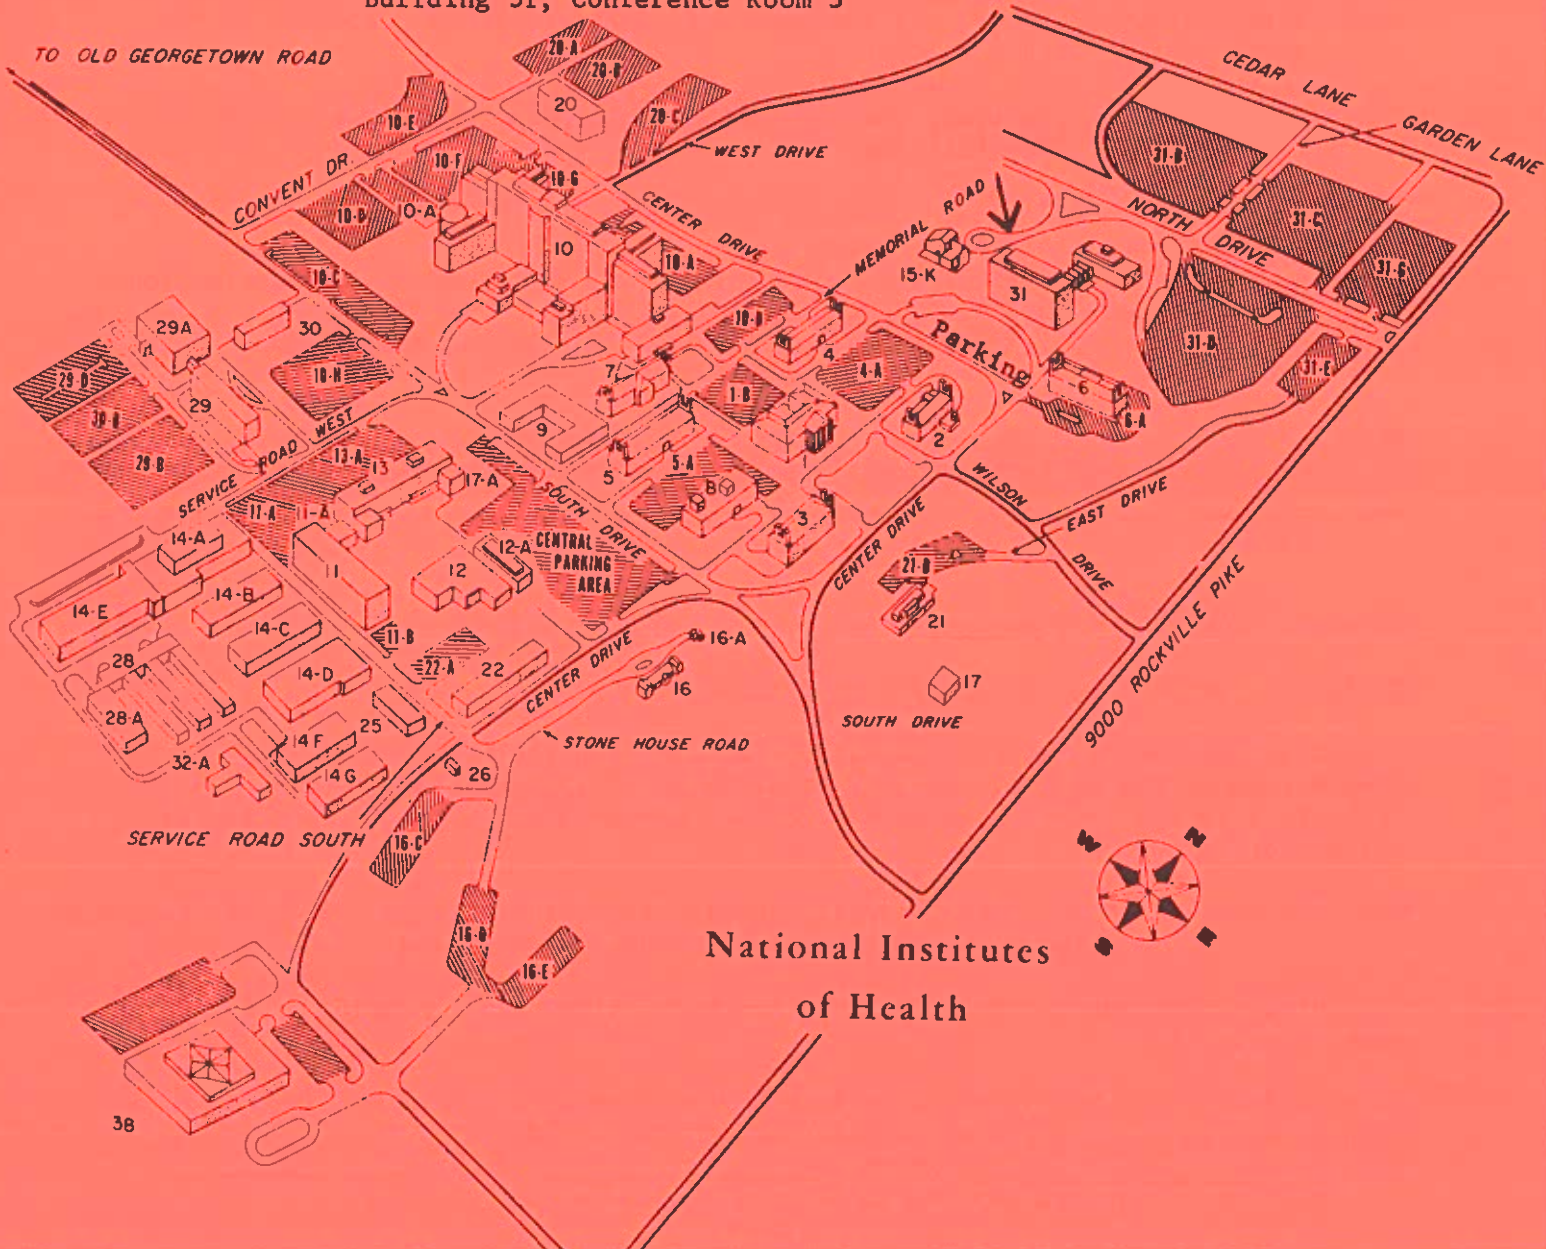 Building 31, Conference Room 5
TO OLD GEORGETOWN ROAD
CEDAR LANE
GARDEN LANE
20-A
20-B
20
20-C
10-E
WEST DRIVE
CONVENT DR.
10-F
10-G
10-D
10-A
10
CENTER DRIVE
10-A
MEMORIAL ROAD
NORTH DRIVE
31-B
31-C
31-G
31-D
31-E
15-K
31
Parking
10-C
29A
30
10-H
29
29-B
SERVICE ROAD WEST
7
10-B
4
4-A
1-B
6
6-A
2
9
5
5-A
8
3
SOUTH DRIVE
13-A
13
17-A
11-A
11-A
14-A
11
12
12-A
CENTRAL
PARKING
AREA
WILSON DRIVE
EAST DRIVE
CENTER DRIVE
21-B
21
17
SOUTH DRIVE
9000 ROCKVILLE PIKE
14-E
14-B
14-C
14-D
11-B
22-A
22
CENTER DRIVE
16-A
16
STONE HOUSE ROAD
28
28-A
25
14F
14G
32-A
26
SERVICE ROAD SOUTH
16-C
16-D
16-E
38
W
N
S
National Institutes
of Health